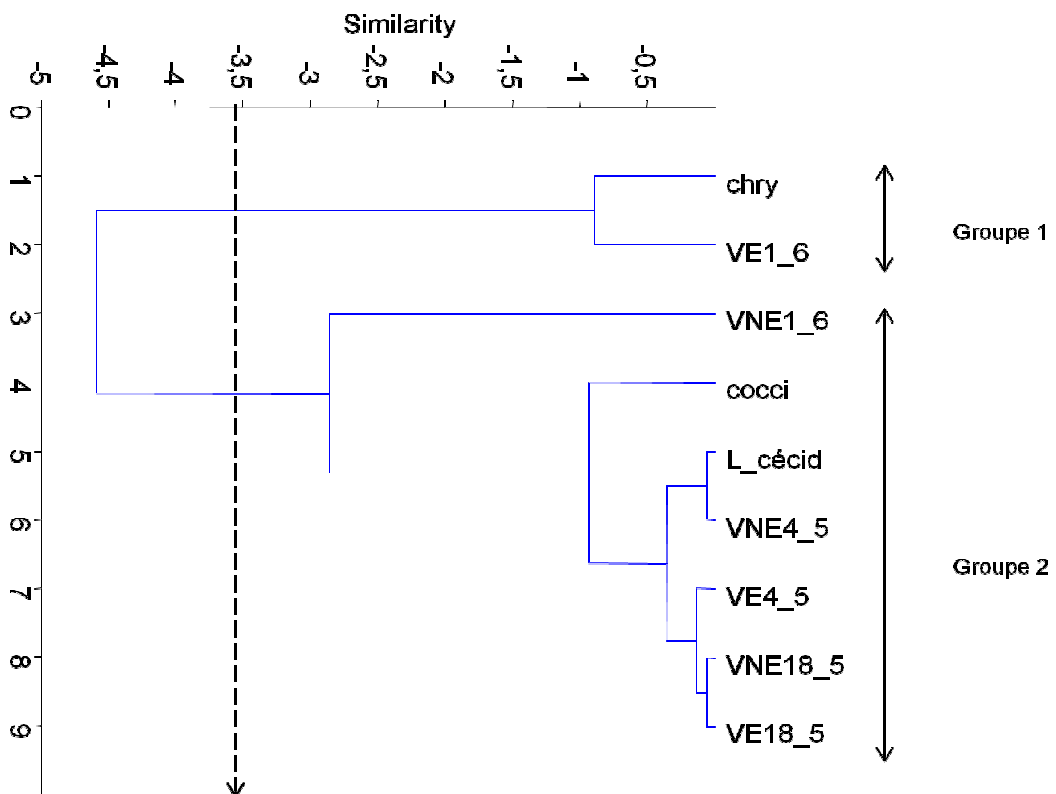 Similarity
-5
-4,5
-4
-3,5
-3
-2,5
-2
-1,5
-1
-0,5
0
1
2
3
4
5
6
7
8
9
chry
VE1_6
VNE1_6
cocci
L_cécid
VNE4_5
VE4_5
VNE18_5
VE18_5
Groupe 1
Groupe 2